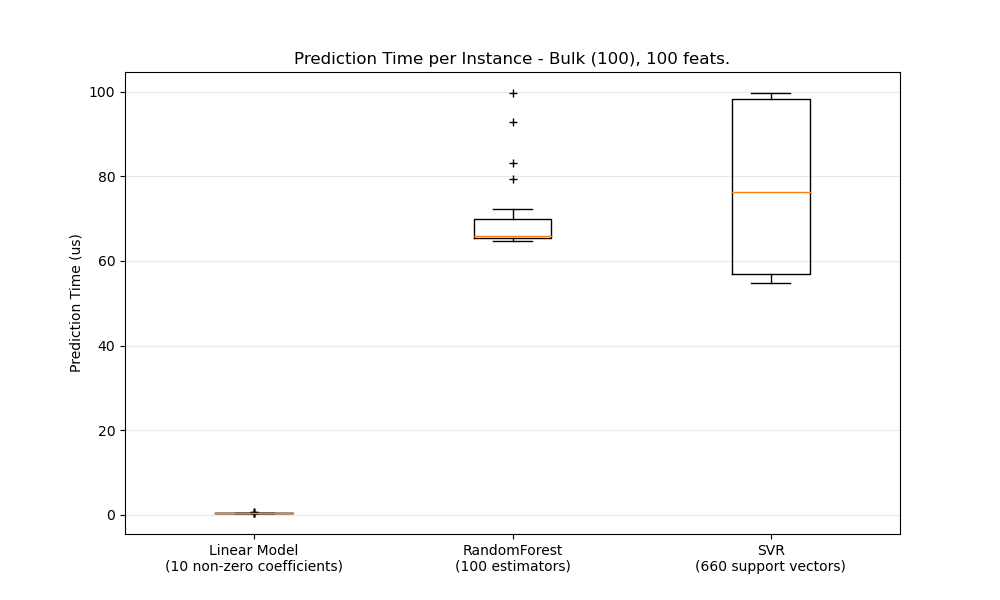 Prediction Time per Instance - Bulk (100), 100 feats.
100
80
60
40
20
0
Prediction Time (us)
Linear Model
(10 non-zero coefficients)
RandomForest
(100 estimators)
SVR
(660 support vectors)